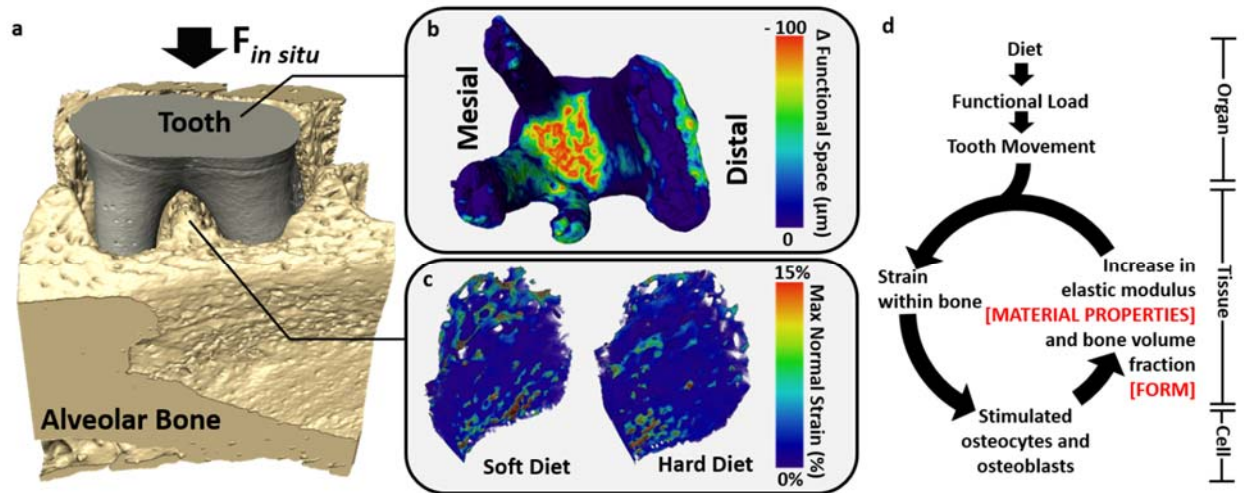 a
F in situ
Tooth
Alveolar Bone
b
Mesial
Distal
- 100
Δ Functional Space (µm)
0
c
Soft Diet
Hard Diet
15%
Max Normal Strain (%)
0%
d
Diet
Functional Load
Tooth Movement
Strain
within bone
Increase in
elastic modulus
[MATERIAL PROPERTIES]
and bone volume
fraction
[FORM]
Stimulated
osteocytes and
osteoblasts
Organ
Tissue
Cell